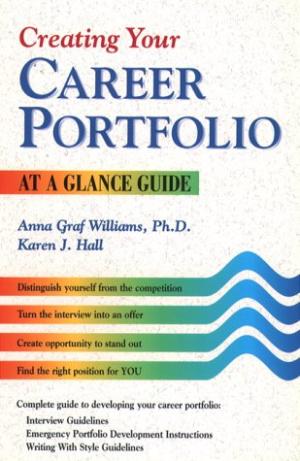 Creating Your
CAREER
PORTFOLIO
AT A GLANCE GUIDE
Anna Graf Williams, Ph.D.
Karen J. Hall
Distinguish yourself from the competition
Turn the interview into an offer
Create opportunity to stand out
Find the right position for YOU
Complete guide to developing your career portfolio:
Interview Guidelines
Emergency Portfolio Development Instructions
Writing With Style Guidelines